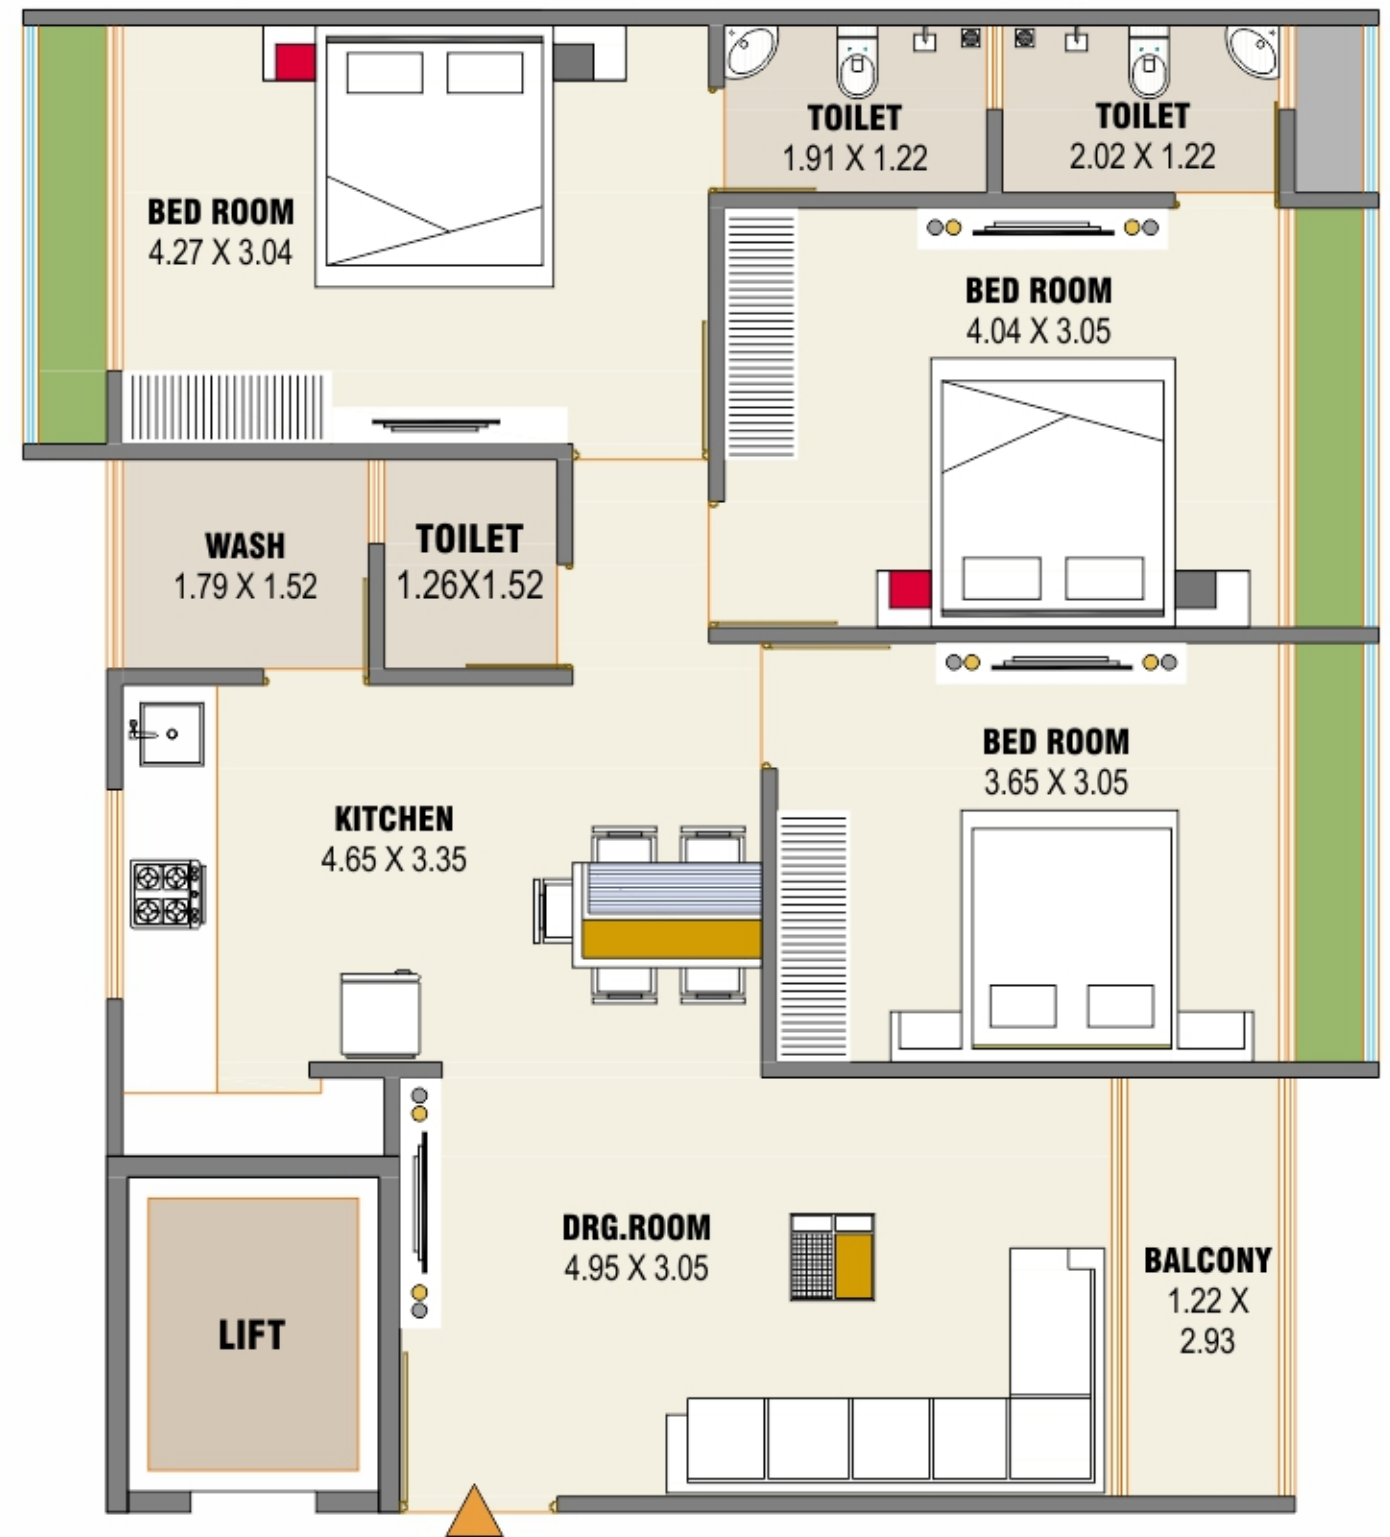 TOILET
1.91 X 1.22
TOILET
2.02 X 1.22
BED ROOM
4.27 X 3.04
BED ROOM
4.04 X 3.05
WASH
1.79 X 1.52
TOILET
1.26X1.52
BED ROOM
3.65 X 3.05
KITCHEN
4.65 X 3.35
DRG.ROOM
4.95 X 3.05
BALCONY
1.22 X
2.93
LIFT